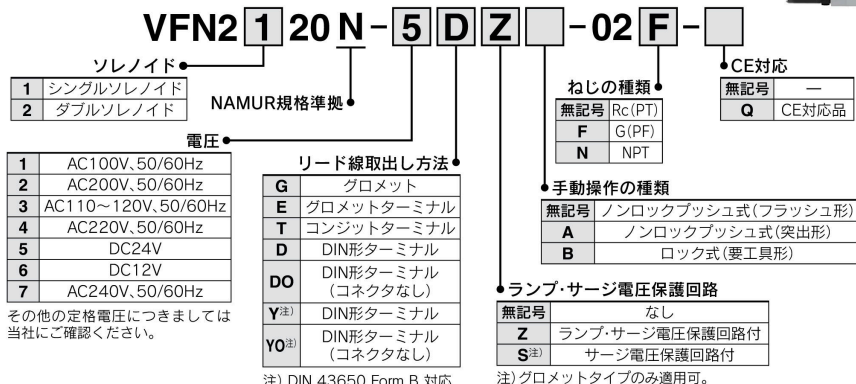 VFN2 1 20 N - 5 D Z □ - 02 F - □
ソレノイド
1 シングルソレノイド
2 ダブルソレノイド
NAMUR規格準拠
電圧
1 AC100V、50/60Hz
2 AC200V、50/60Hz
3 AC110～120V、50/60Hz
4 AC220V、50/60Hz
5 DC24V
6 DC12V
7 AC240V、50/60Hz
その他の定格電圧につきましては
当社にご確認ください。
リード線取出し方法
G グロメット
E グロメットターミナル
T コンジットターミナル
D DIN形ターミナル
DO DIN形ターミナル
(コネクタなし)
Y注) DIN形ターミナル
YO注) DIN形ターミナル
(コネクタなし)
注) DIN 43650 Form B 対応
ランプ・サージ電圧保護回路
無記号 なし
Z ランプ・サージ電圧保護回路付
S注) サージ電圧保護回路付
注)グロメットタイプのみ適用可。
手動操作の種類
無記号 ノンロックプッシュ式(フラッシュ形)
A ノンロックプッシュ式(突出形)
B ロック式(要工具形)
ねじの種類
無記号 Rc(PT)
F G(PF)
N NPT
CE対応
無記号 —
Q CE対応品